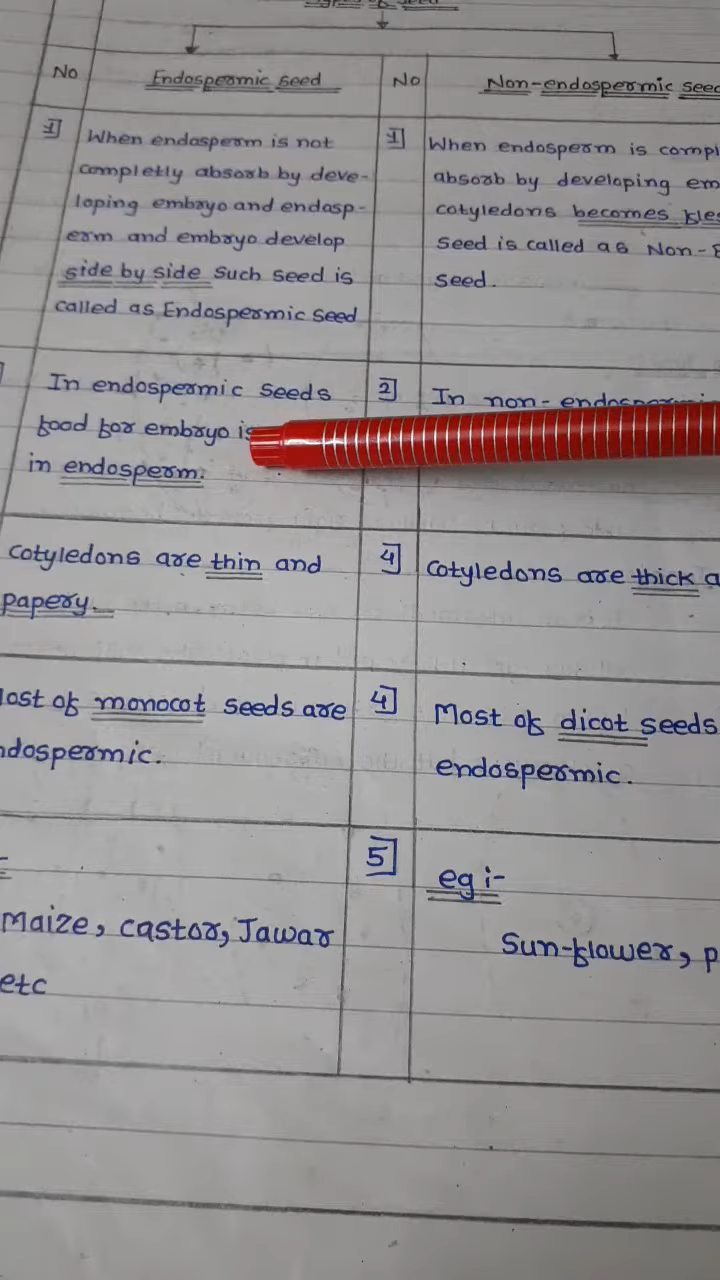 Types of Seed
No
Endospermic seed
No
Non-endospermic seed
1]
When endosperm is not
completly absorb by deve-
loping embryo and endosp-
erm and embryo develop
side by side such seed is
called as Endospermic seed
1]
When endosperm is compl
absorb by developing em
cotyledons becomes
seed is called as Non-E
seed.
In endospermic seeds
food for embryo is
in endosperm.
2]
In non-endospermi
cotyledons are thin and
papery.
4]
cotyledons are thick a
ost of monocot seeds are
ndospermic.
4]
Most of dicot seeds
endospermic.
Maize, castor, Jawar
etc
5]
eg :-
Sun-flower, p